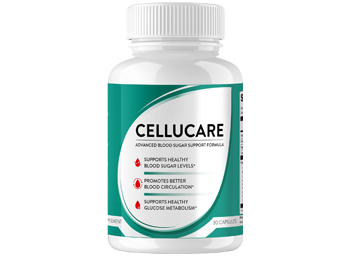 CELLUCARE
ADVANCED BLOOD SUGAR SUPPORT FORMULA
SUPPORTS HEALTHY
BLOOD SUGAR LEVELS*
PROMOTES BETTER
BLOOD CIRCULATION*
SUPPORTS HEALTHY
GLUCOSE METABOLISM*
30 CAPSULES